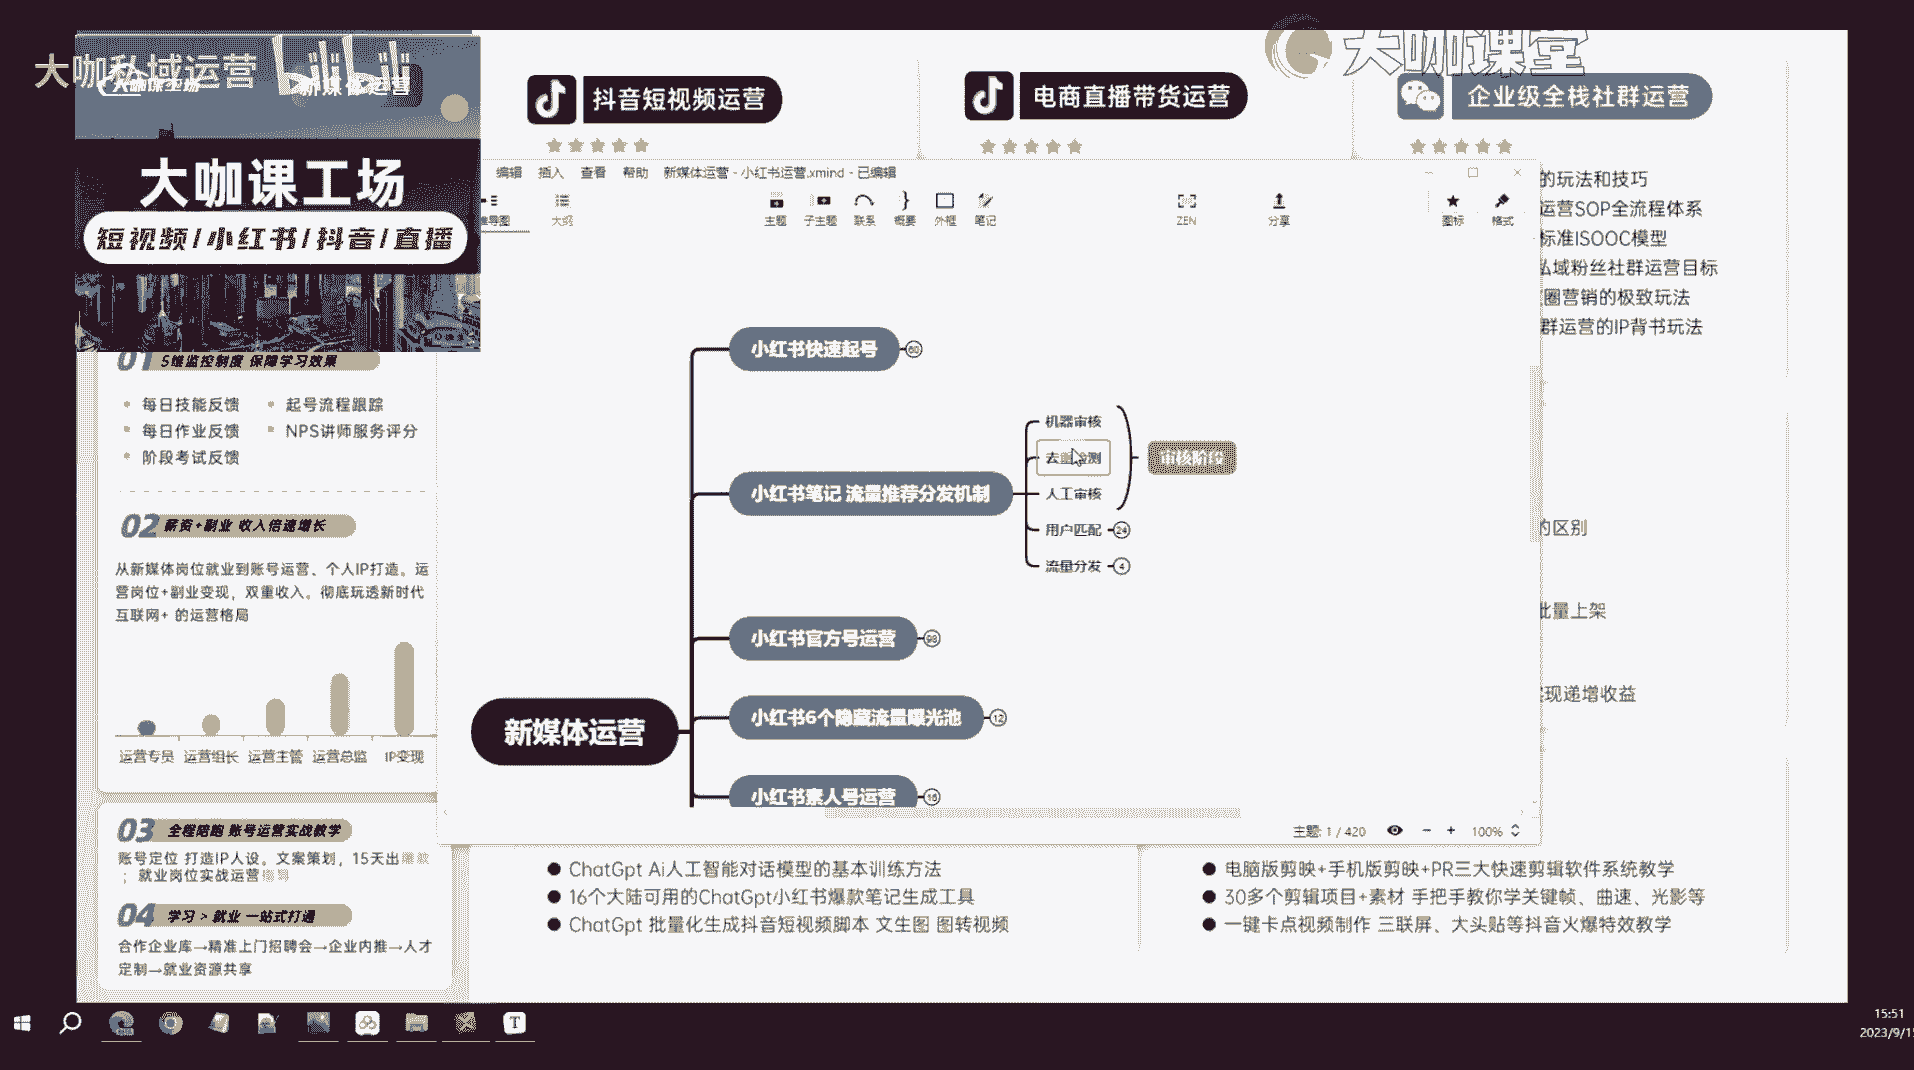 大咖私域运营
大咖课堂
大咖课工场
新媒体运营
大咖课工场
短视频/小红书/抖音/直播
抖音短视频运营
电商直播带货运营
企业级全栈社群运营
编辑 插入 查看 帮助 新媒体运营 - 小红书运营.xmind - 已编辑
大纲 主题 子主题 联系 概要 外框 笔记 ZEN 分享 图标 格式
的玩法和技巧
运营SOP全流程体系
标准ISOOC模型
私域粉丝社群运营目标
圈营销的极致玩法
群运营的IP背书玩法
的区别
批量上架
实现递增收益
01 5维监控制度 保障学习效果
每日技能反馈 起号流程跟踪
每日作业反馈 NPS讲师服务评分
阶段考试反馈
02 薪资+副业 收入倍速增长
从新媒体岗位就业到账号运营、个人IP打造。运
营岗位+副业变现，双重收入。彻底玩透新时代
互联网+ 的运营格局
运营专员 运营组长 运营主管 运营总监 IP变现
03 全程陪跑 账号运营实战教学
账号定位 打造IP人设。文案策划，15天出爆款
；就业岗位实战运营指导
04 学习 > 就业 一站式打通
合作企业库→精准上门招聘会→企业内推→人才
定制→就业资源共享
新媒体运营
小红书快速起号 60
小红书笔记 流量推荐分发机制
机器审核
去重检测
人工审核
用户匹配 24
流量分发 4
审核阶段
小红书官方号运营 98
小红书6个隐藏流量曝光池 12
小红书素人号运营 16
主题: 1 / 420 100%
ChatGpt Ai人工智能对话模型的基本训练方法
16个大陆可用的ChatGpt小红书爆款笔记生成工具
ChatGpt 批量化生成抖音短视频脚本 文生图 图转视频
电脑版剪映+手机版剪映+PR三大快速剪辑软件系统教学
30多个剪辑项目+素材 手把手教你学关键帧、曲速、光影等
一键卡点视频制作 三联屏、大头贴等抖音火爆特效教学
15:51
2023/9/15